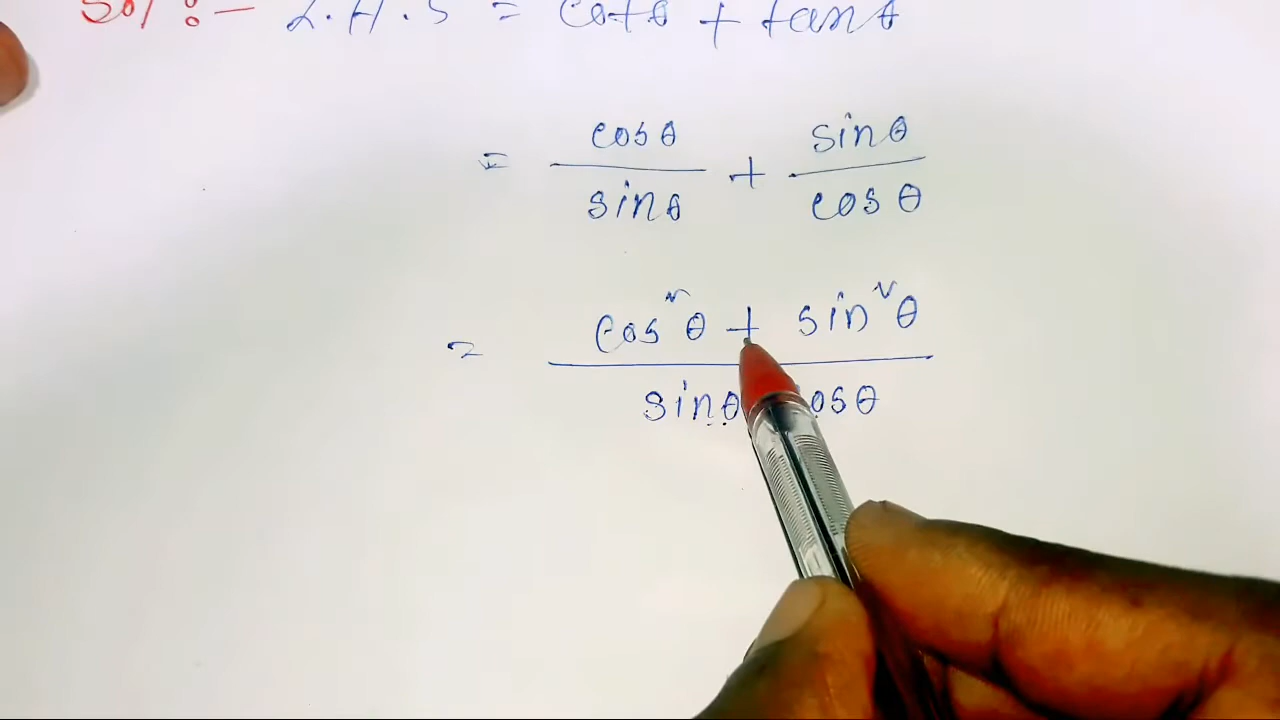 Sol :- L.H.S = cotθ + tanθ
= cosθ/sinθ + sinθ/cosθ
= cos²θ + sin²θ / sinθ cosθ